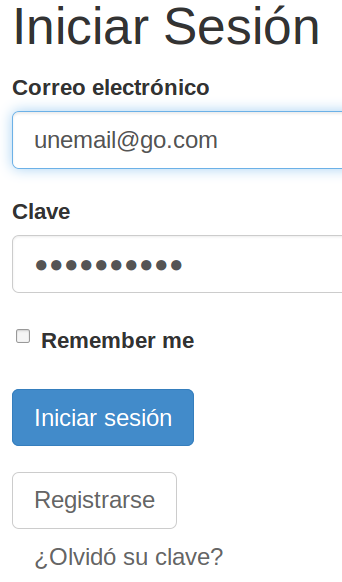 Iniciar Sesión
Correo electrónico
unemail@go.com
Clave
●●●●●●●●●●
Remember me
Iniciar sesión
Registrarse
¿Olvidó su clave?